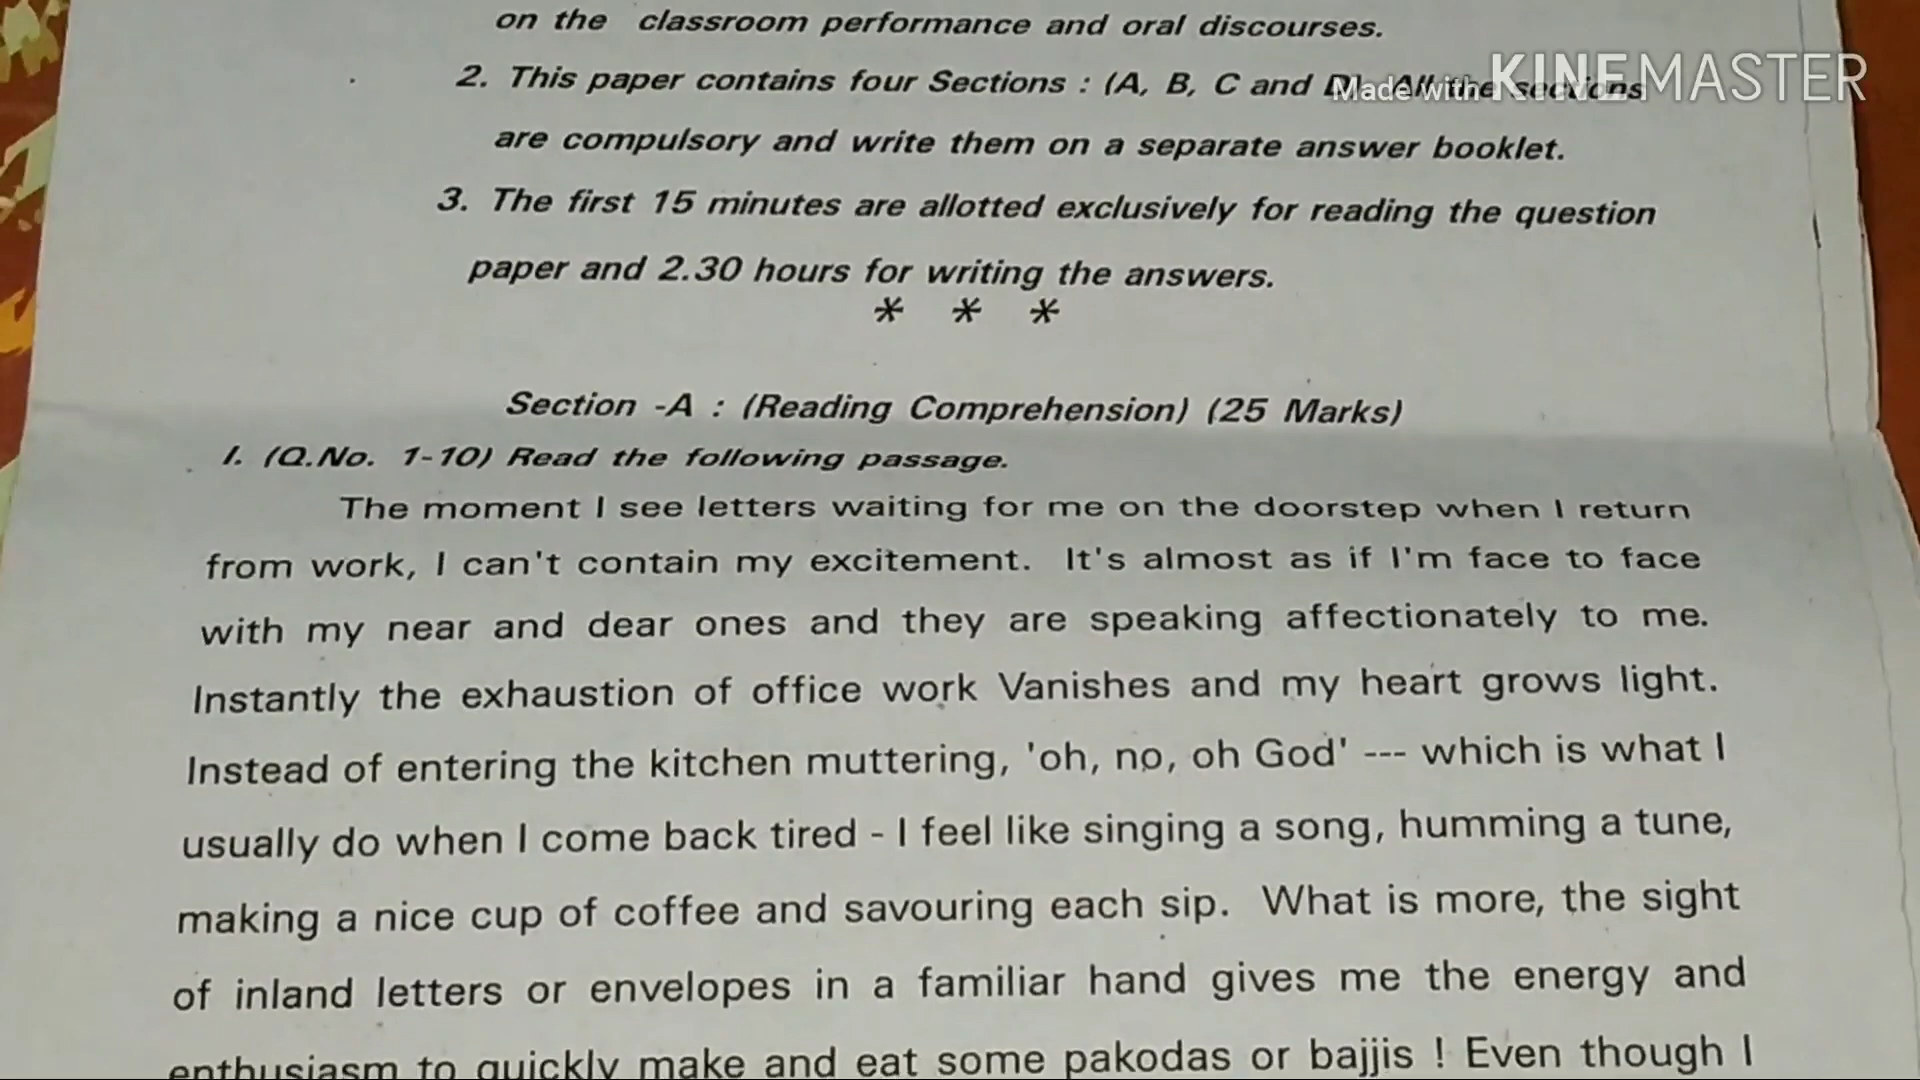 on the classroom performance and oral discourses.
2. This paper contains four Sections : (A, B, C and D). All the sections
Made with KINEMASTER
are compulsory and write them on a separate answer booklet.
3. The first 15 minutes are allotted exclusively for reading the question
paper and 2.30 hours for writing the answers.
* * *
Section -A : (Reading Comprehension) (25 Marks)
I. (Q.No. 1-10) Read the following passage.
The moment I see letters waiting for me on the doorstep when I return
from work, I can't contain my excitement. It's almost as if I'm face to face
with my near and dear ones and they are speaking affectionately to me.
Instantly the exhaustion of office work Vanishes and my heart grows light.
Instead of entering the kitchen muttering, 'oh, no, oh God' --- which is what I
usually do when I come back tired - I feel like singing a song, humming a tune,
making a nice cup of coffee and savouring each sip. What is more, the sight
of inland letters or envelopes in a familiar hand gives me the energy and
enthusiasm to quickly make and eat some pakodas or bajjis ! Even though I